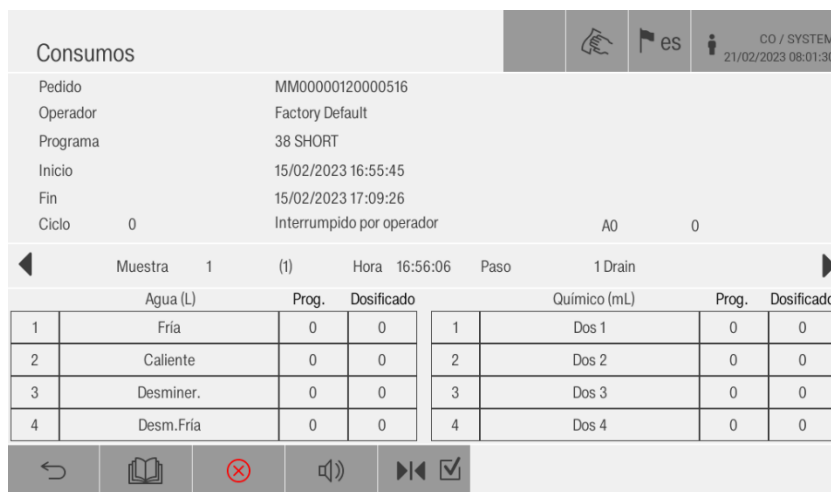 Consumos
es
CO / SYSTEM
21/02/2023 08:01:30
Pedido MM00000120000516
Operador Factory Default
Programa 38 SHORT
Inicio 15/02/2023 16:55:45
Fin 15/02/2023 17:09:26
Ciclo 0 Interrumpido por operador A0 0
Muestra 1 (1) Hora 16:56:06 Paso 1 Drain
Agua (L) Prog. Dosificado Químico (mL) Prog. Dosificado
1 Fría 0 0 1 Dos 1 0 0
2 Caliente 0 0 2 Dos 2 0 0
3 Desminer. 0 0 3 Dos 3 0 0
4 Desm.Fría 0 0 4 Dos 4 0 0